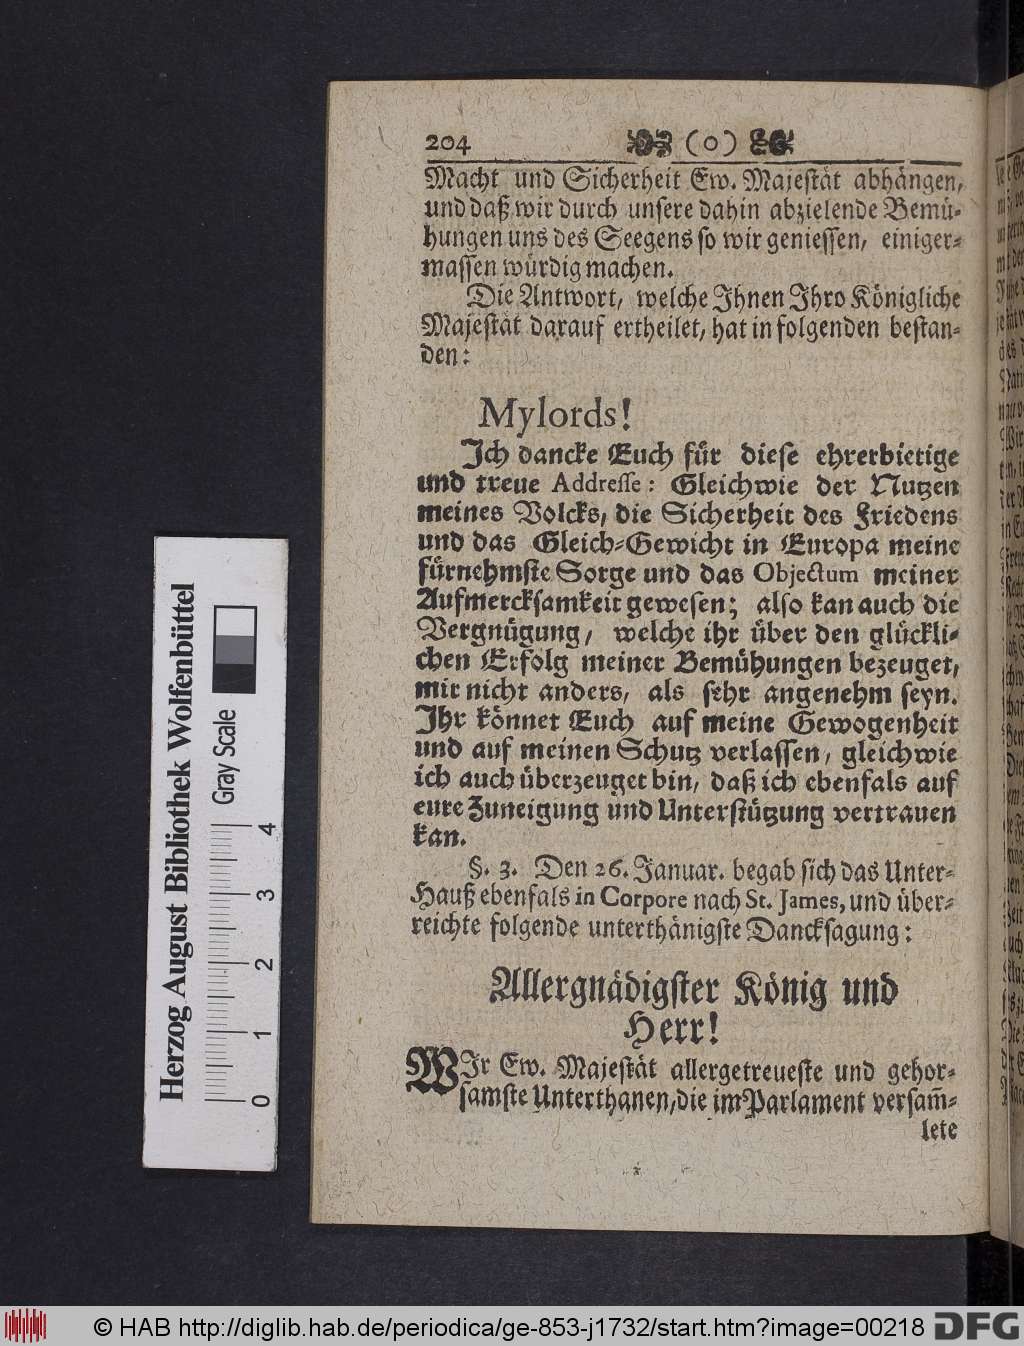 204 (o)
Macht und Sicherheit Ew. Majestät abhängen,
und daß wir durch unsere dahin abzielende Bemü-
hungen uns des Seegens so wir geniessen, einiger-
massen würdig machen.
Die Antwort, welche Ihnen Ihro Königliche
Majestät darauf ertheilet, hat in folgenden bestan-
den:
Mylords!
Ich dancke Euch für diese ehrerbietige
und treue Addresse: Gleichwie der Nutzen
meines Volcks, die Sicherheit des Friedens
und das Gleich-Gewicht in Europa meine
fürnehmste Sorge und das Objectum meiner
Aufmercksamkeit gewesen; also kan auch die
Vergnügung, welche ihr über den glückli-
chen Erfolg meiner Bemühungen bezeuget,
mir nicht anders, als sehr angenehm seyn.
Ihr könnet Euch auf meine Gewogenheit
und auf meinen Schutz verlassen, gleichwie
ich auch überzeuget bin, daß ich ebenfals auf
eure Zuneigung und Unterstützung vertrauen
kan.
§. 3. Den 26. Januar. begab sich das Unter-
Hauß ebenfals in Corpore nach St. James, und über-
reichte folgende unterthänigste Dancksagung:
Allergnädigster König und
Herr!
WIr Ew. Majestät allergetreueste und gehor-
samste Unterthanen, die im Parlament versam̃-
lete
Herzog August Bibliothek Wolfenbüttel
Gray Scale
0 1 2 3 4
© HAB http://diglib.hab.de/periodica/ge-853-j1732/start.htm?image=00218 DFG